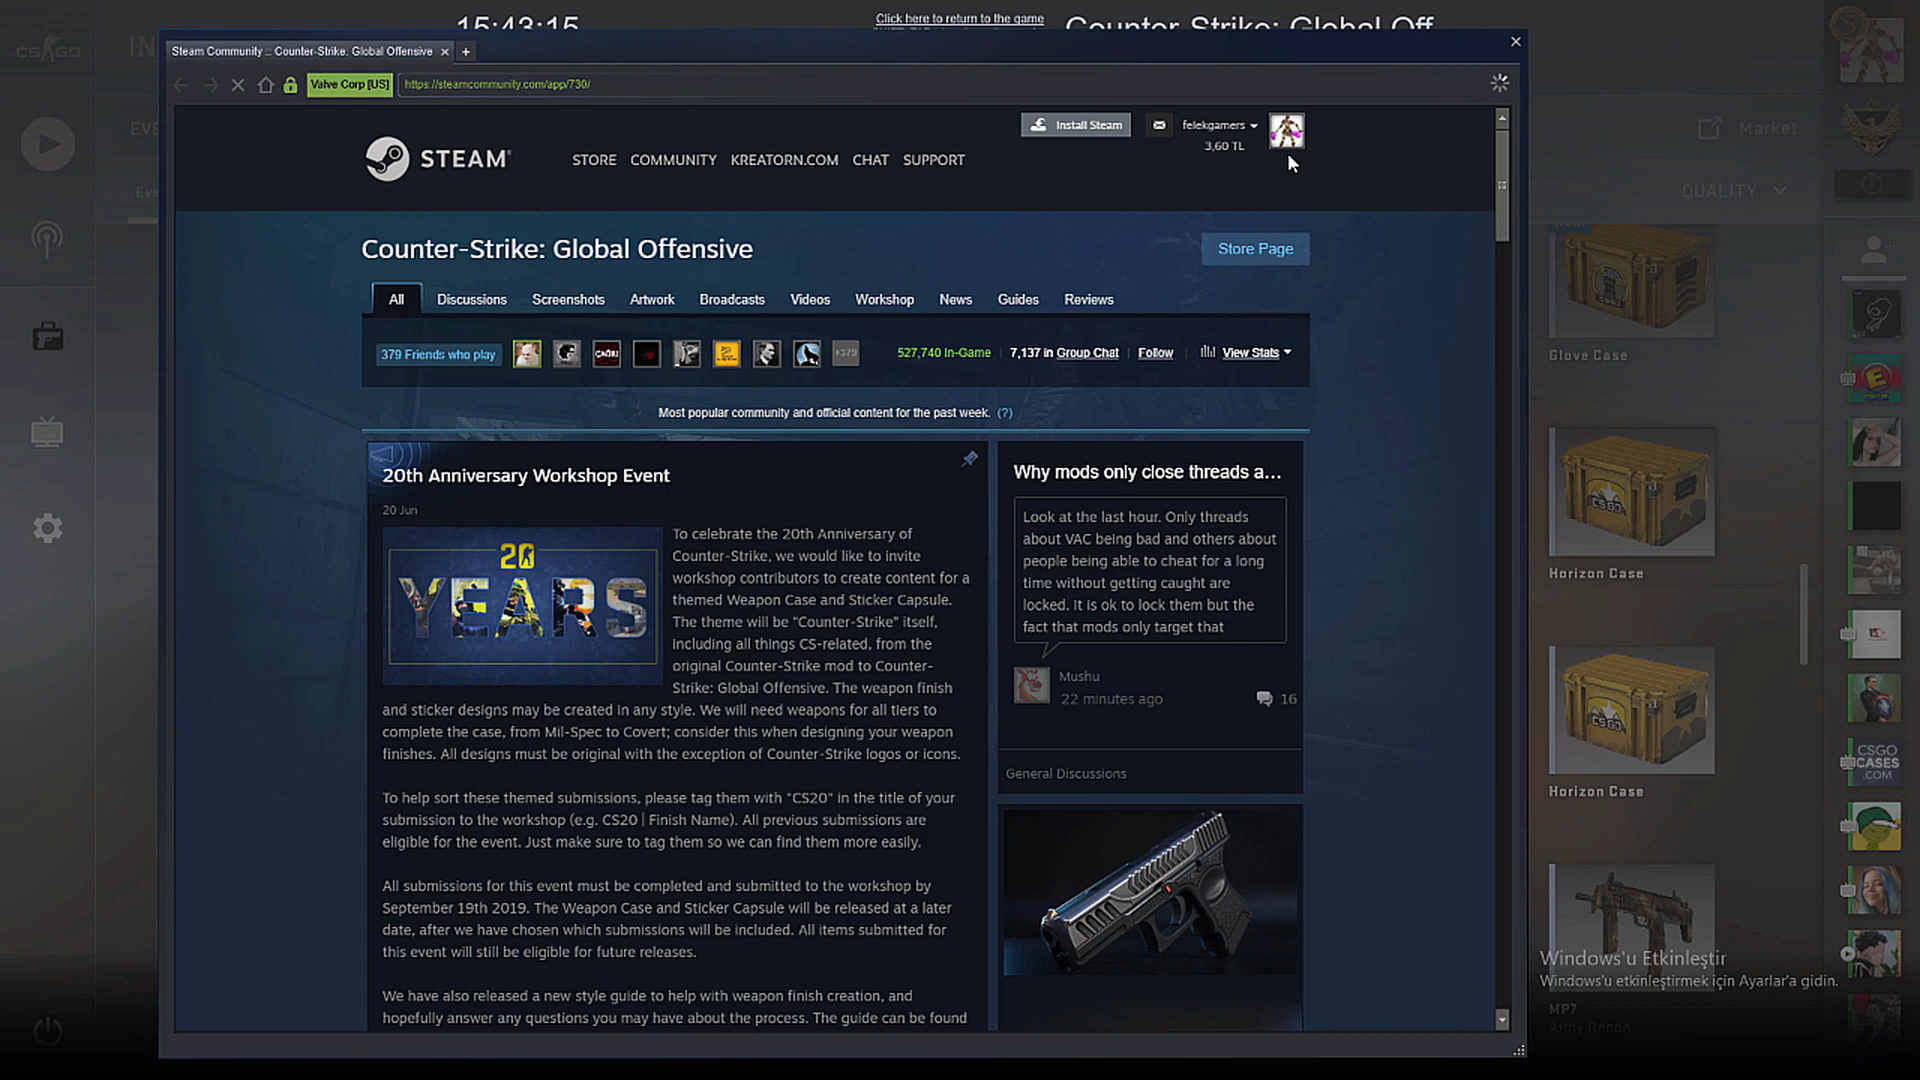 15:43:15
Click here to return to the game
Counter-Strike: Global Off
CS GO
IN
Steam Community :: Counter-Strike: Global Offensive
Valve Corp [US]
https://steamcommunity.com/app/730/
Install Steam
felekgamers
3,60 TL
STEAM
STORE COMMUNITY KREATORN.COM CHAT SUPPORT
EVE
Market
QUALITY
Counter-Strike: Global Offensive
Store Page
All Discussions Screenshots Artwork Broadcasts Videos Workshop News Guides Reviews
379 Friends who play
ÇAĞRI
+379
527,740 In-Game
7,137 in Group Chat
Follow
View Stats
Most popular community and official content for the past week. (?)
20th Anniversary Workshop Event
20 Jun
20
YEARS
To celebrate the 20th Anniversary of
Counter-Strike, we would like to invite
workshop contributors to create content for a
themed Weapon Case and Sticker Capsule.
The theme will be "Counter-Strike" itself,
including all things CS-related, from the
original Counter-Strike mod to Counter-
Strike: Global Offensive. The weapon finish
and sticker designs may be created in any style. We will need weapons for all tiers to
complete the case, from Mil-Spec to Covert; consider this when designing your weapon
finishes. All designs must be original with the exception of Counter-Strike logos or icons.
To help sort these themed submissions, please tag them with "CS20" in the title of your
submission to the workshop (e.g. CS20 | Finish Name). All previous submissions are
eligible for the event. Just make sure to tag them so we can find them more easily.
All submissions for this event must be completed and submitted to the workshop by
September 19th 2019. The Weapon Case and Sticker Capsule will be released at a later
date, after we have chosen which submissions will be included. All items submitted for
this event will still be eligible for future releases.
We have also released a new style guide to help with weapon finish creation, and
hopefully answer any questions you may have about the process. The guide can be found
Why mods only close threads a...
Look at the last hour. Only threads
about VAC being bad and others about
people being able to cheat for a long
time without getting caught are
locked. It is ok to lock them but the
fact that mods only target that
Mushu
22 minutes ago
16
General Discussions
Glove Case
Horizon Case
Horizon Case
CSGO
CASES
.COM
Windows'u Etkinleştir
Windows'u etkinleştirmek için Ayarlar'a gidin.
MP7
Army Recon